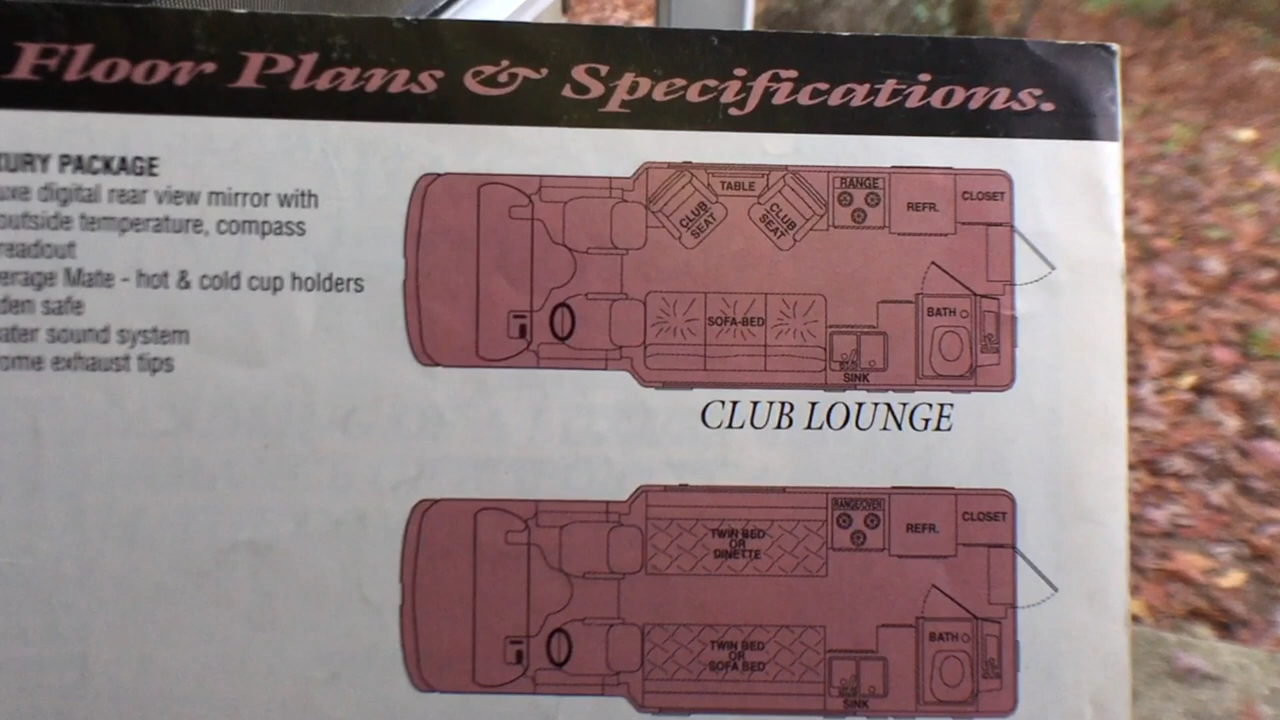 Floor Plans & Specifications.
URY PACKAGE
uxe digital rear view mirror with
outside temperature, compass
readout
erage Mate - hot & cold cup holders
den safe
ater sound system
ome exhaust tips
TABLE
CLUB
SEAT
CLUB
SEAT
RANGE
REFR.
CLOSET
SOFA-BED
SINK
BATH
CLUB LOUNGE
TWIN BED
OR
DINETTE
RANGE/OVEN
REFR.
CLOSET
TWIN BED
OR
SOFA BED
SINK
BATH